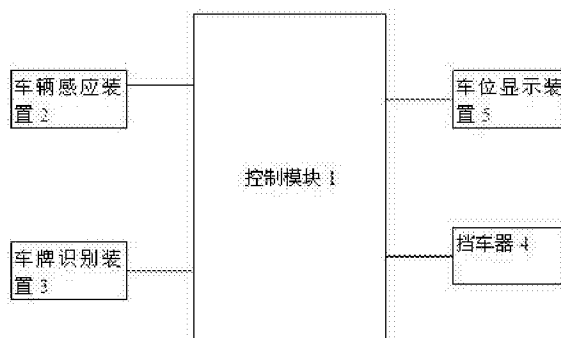 车辆感应装
置 2
车位显示装
置 5
控制模块 1
车牌识别装
置 3
挡车器 4